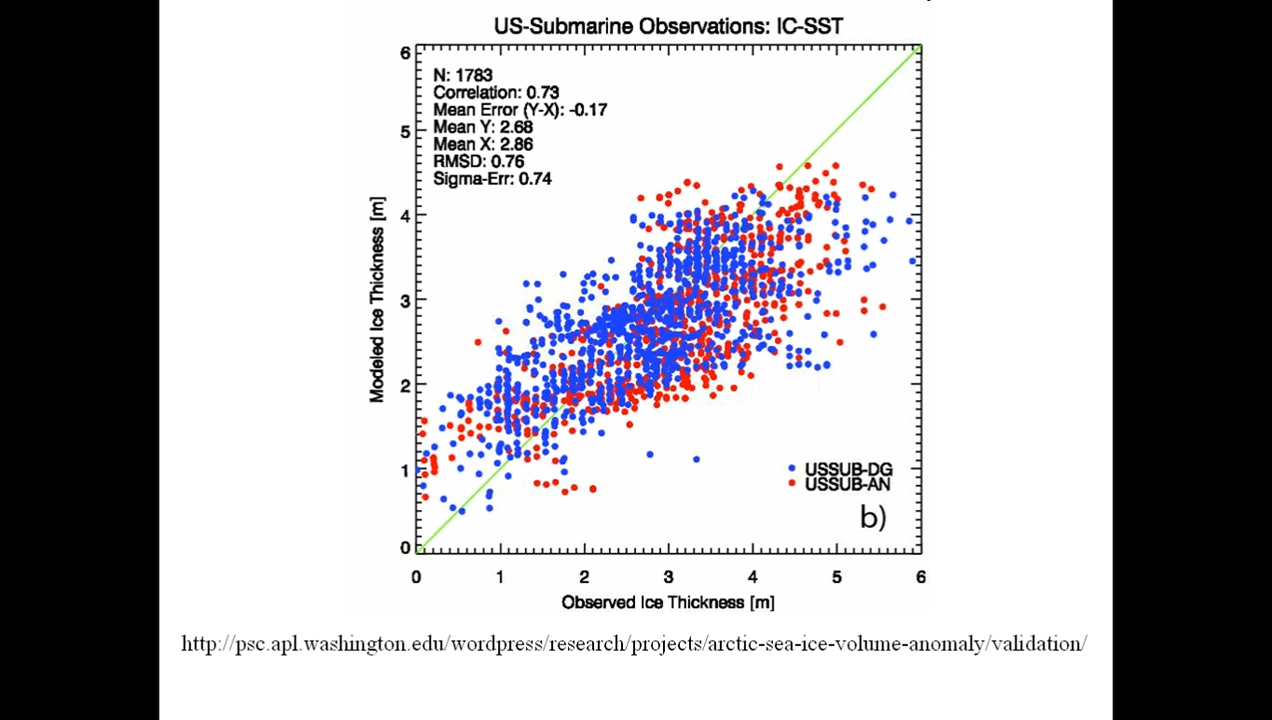 US-Submarine Observations: IC-SST
N: 1783
Correlation: 0.73
Mean Error (Y-X): -0.17
Mean Y: 2.68
Mean X: 2.86
RMSD: 0.76
Sigma-Err: 0.74
6
5
4
3
2
1
0
Modeled Ice Thickness [m]
USSUB-DG
USSUB-AN
b)
0 1 2 3 4 5 6
Observed Ice Thickness [m]
http://psc.apl.washington.edu/wordpress/research/projects/arctic-sea-ice-volume-anomaly/validation/